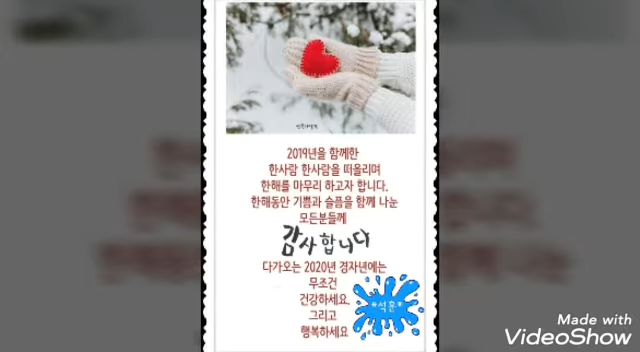 2019년을 함께한
한사람 한사람을 떠올리며
한해를 마무리 하고자 합니다.
한해동안 기쁨과 슬픔을 함께 나눈
모든분들께
감사합니다
다가오는 2020년 경자년에는
무조건
건강하세요.
그리고
행복하세요
*석훈*
Made with
VideoShow